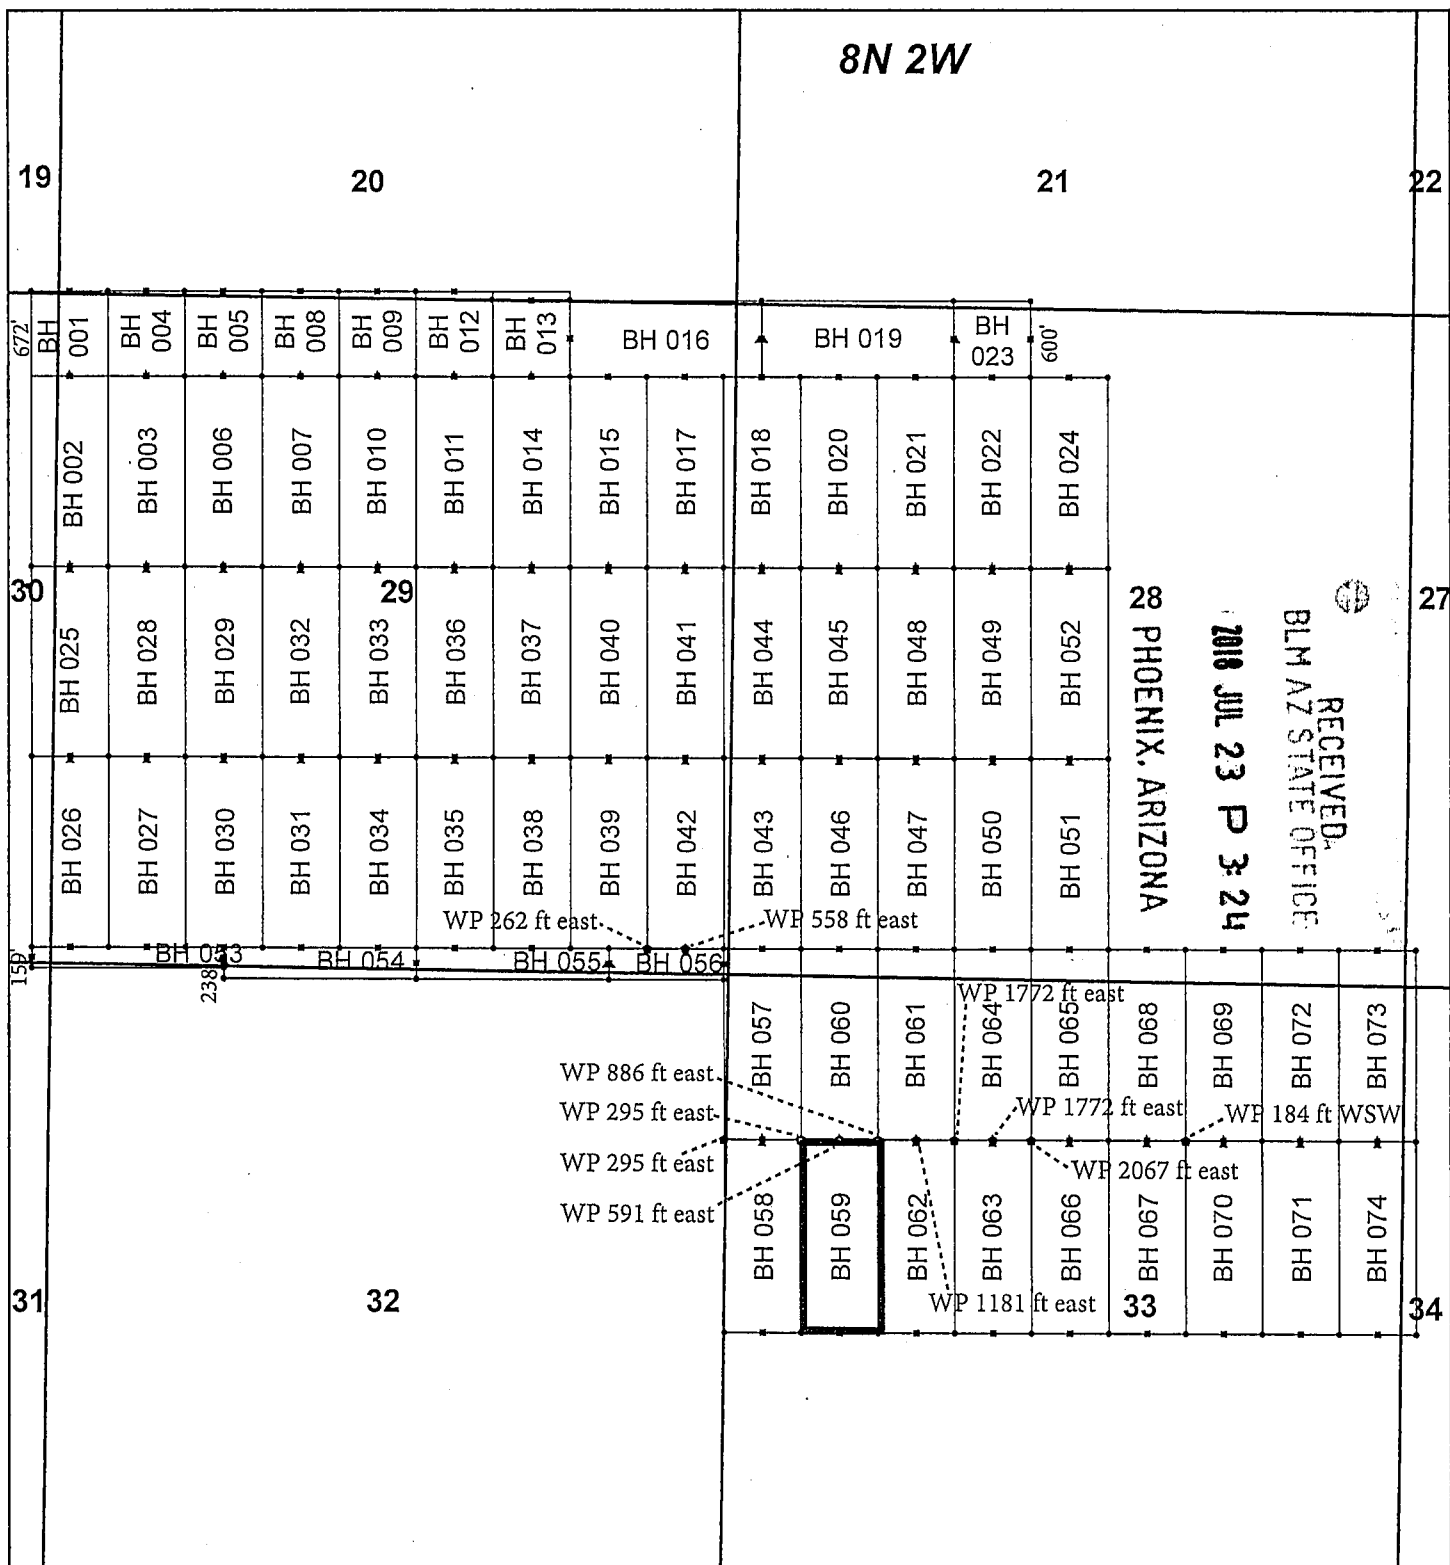 8N 2W
19
20
21
22
672'
BH 001
BH 004
BH 005
BH 008
BH 009
BH 012
BH 013
BH 016
BH 019
BH 023
600'
BH 002
BH 003
BH 006
BH 007
BH 010
BH 011
BH 014
BH 015
BH 017
BH 018
BH 020
BH 021
BH 022
BH 024
30
29
28
27
BH 025
BH 028
BH 029
BH 032
BH 033
BH 036
BH 037
BH 040
BH 041
BH 044
BH 045
BH 048
BH 049
BH 052
RECEIVED
BLM AZ STATE OFFICE
2018 JUL 23 P 3:24
PHOENIX, ARIZONA
BH 026
BH 027
BH 030
BH 031
BH 034
BH 035
BH 038
BH 039
BH 042
BH 043
BH 046
BH 047
BH 050
BH 051
WP 262 ft east
WP 558 ft east
159'
BH 053
238'
BH 054
BH 055
BH 056
WP 1772 ft east
BH 057
BH 060
BH 061
BH 064
BH 065
BH 068
BH 069
BH 072
BH 073
WP 886 ft east
WP 295 ft east
WP 1772 ft east
WP 184 ft WSW
WP 295 ft east
WP 2067 ft east
WP 591 ft east
BH 058
BH 059
BH 062
BH 063
BH 066
BH 067
BH 070
BH 071
BH 074
WP 1181 ft east
31
32
33
34